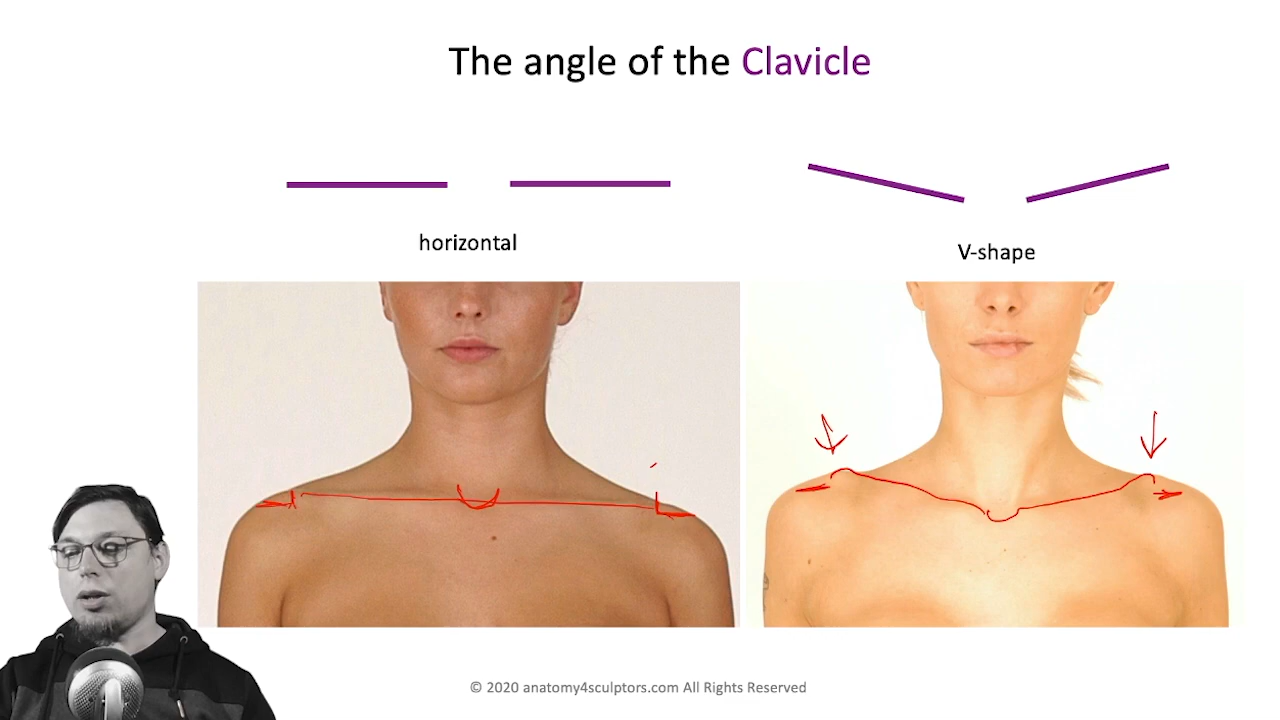 The angle of the Clavicle
horizontal
V-shape
© 2020 anatomy4sculptors.com All Rights Reserved